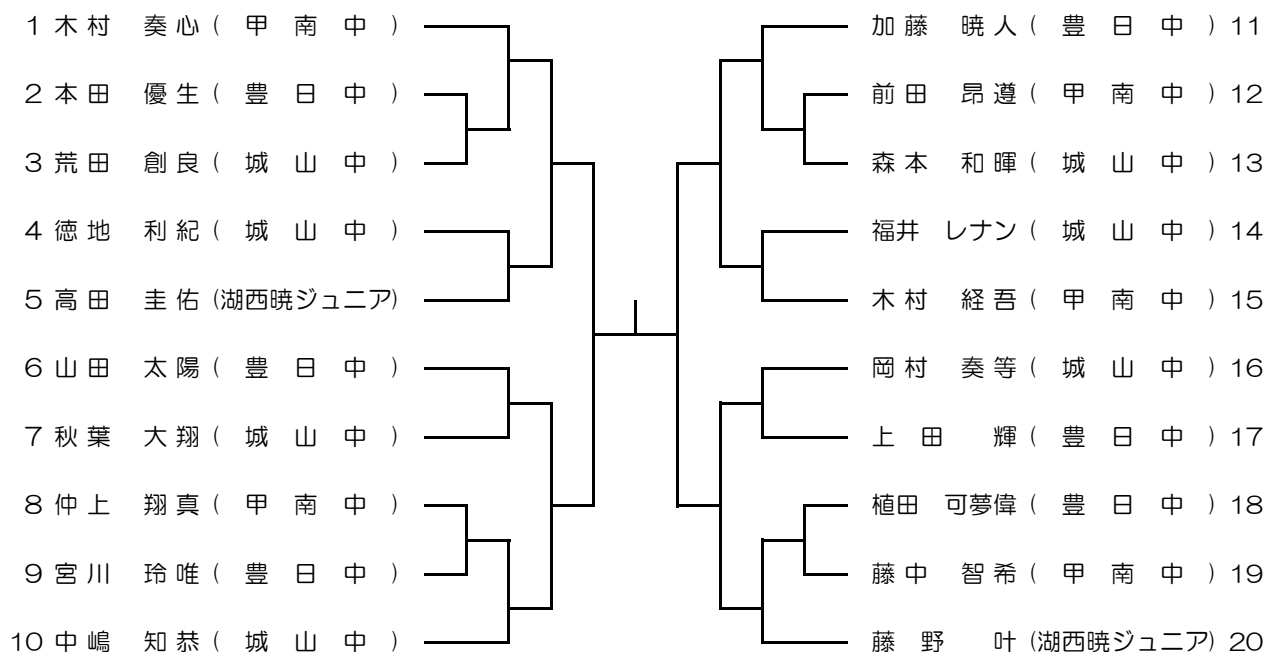 1 木村 奏心 ( 甲南中 )
2 本田 優生 ( 豊日中 )
3 荒田 創良 ( 城山中 )
4 徳地 利紀 ( 城山中 )
5 高田 圭佑 (湖西暁ジュニア)
6 山田 太陽 ( 豊日中 )
7 秋葉 大翔 ( 城山中 )
8 仲上 翔真 ( 甲南中 )
9 宮川 玲唯 ( 豊日中 )
10 中嶋 知恭 ( 城山中 )
加藤 暁人 ( 豊日中 ) 11
前田 昂遵 ( 甲南中 ) 12
森本 和暉 ( 城山中 ) 13
福井 レナン ( 城山中 ) 14
木村 経吾 ( 甲南中 ) 15
岡村 奏等 ( 城山中 ) 16
上田 輝 ( 豊日中 ) 17
植田 可夢偉 ( 豊日中 ) 18
藤中 智希 ( 甲南中 ) 19
藤野 叶 (湖西暁ジュニア) 20